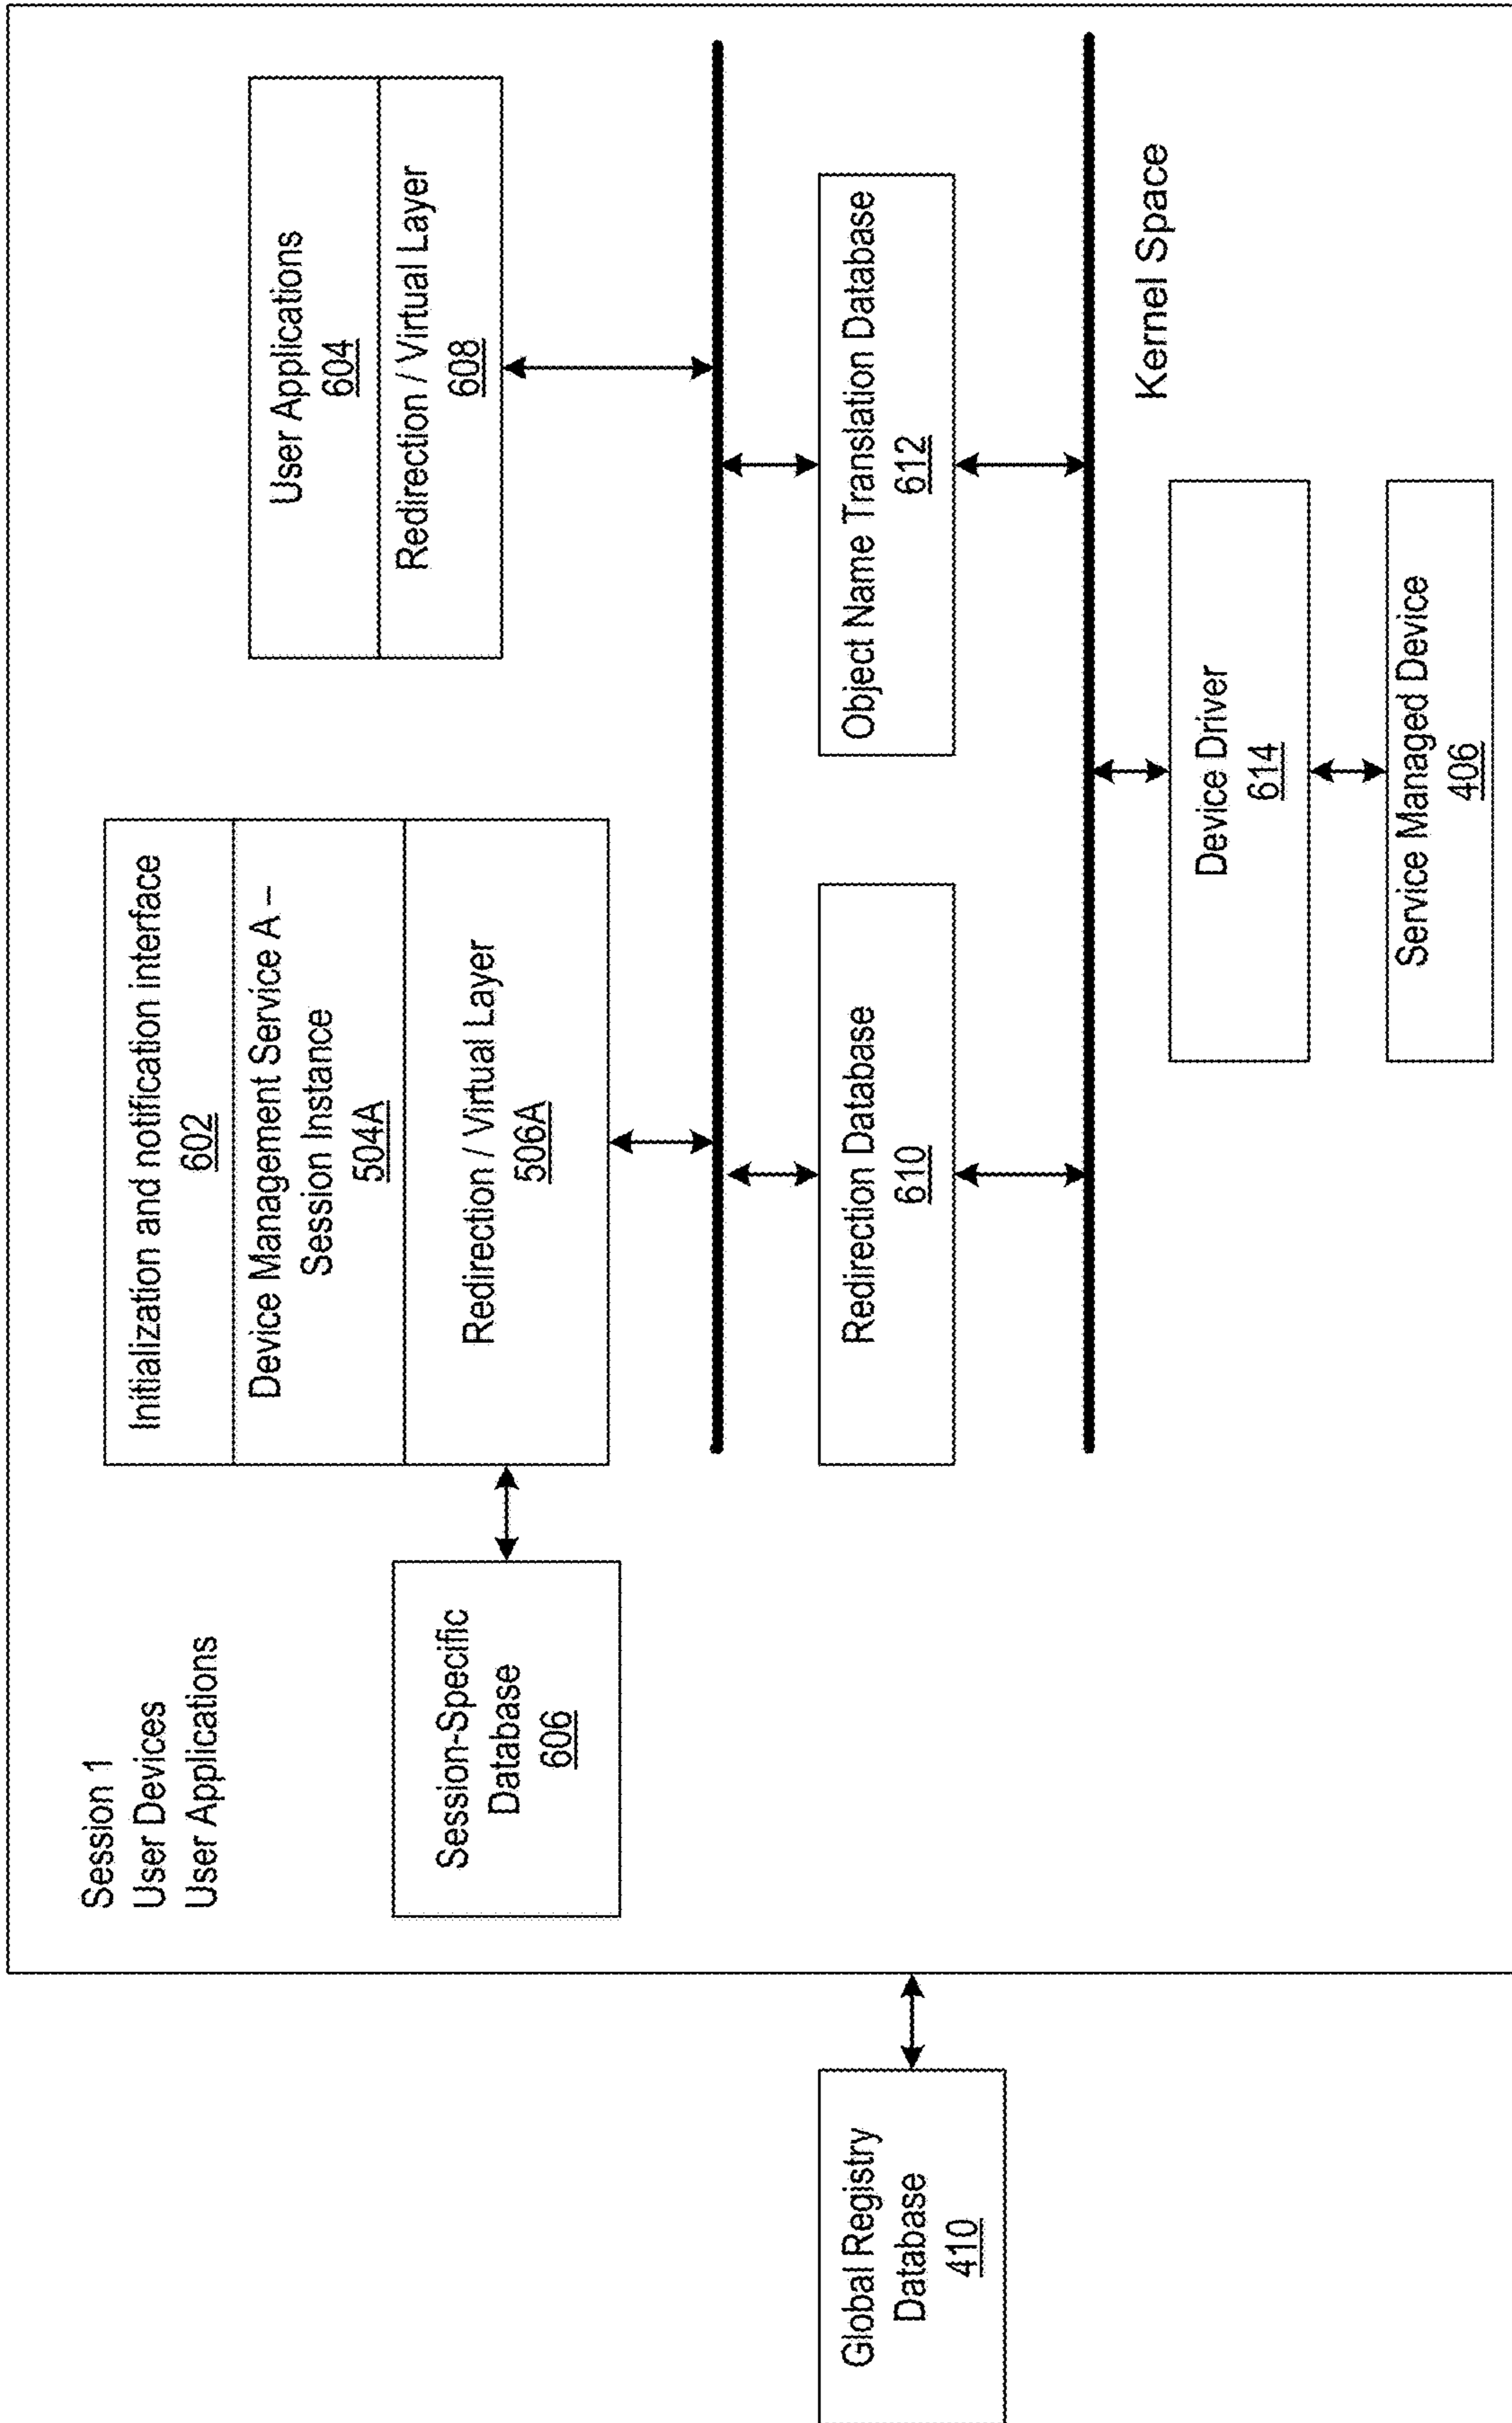 Session 1
User Devices
User Applications
Initialization and notification interface
602
Device Management Service A –
Session Instance
504A
Redirection / Virtual Layer
506A
User Applications
604
Redirection / Virtual Layer
608
Session-Specific
Database
606
Global Registry
Database
410
Redirection Database
610
Object Name Translation Database
612
Kernel Space
Device Driver
614
Service Managed Device
406